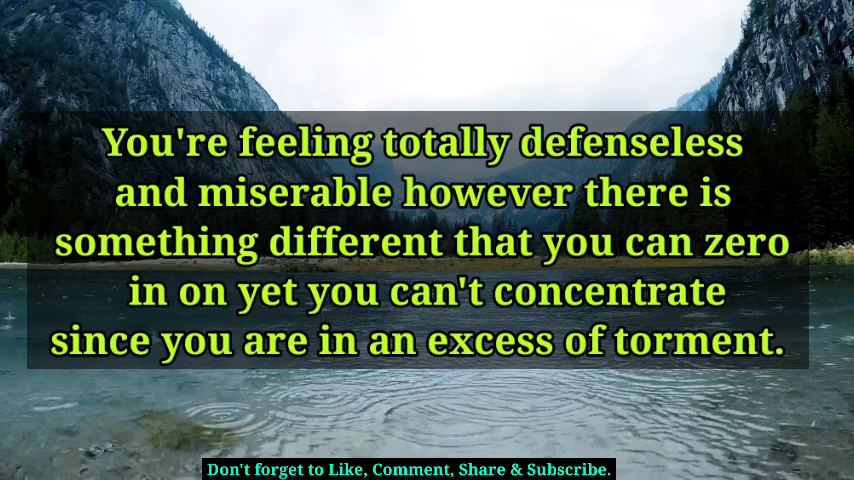 You're feeling totally defenseless
and miserable however there is
something different that you can zero
in on yet you can't concentrate
since you are in an excess of torment.
Don't forget to Like, Comment, Share & Subscribe.